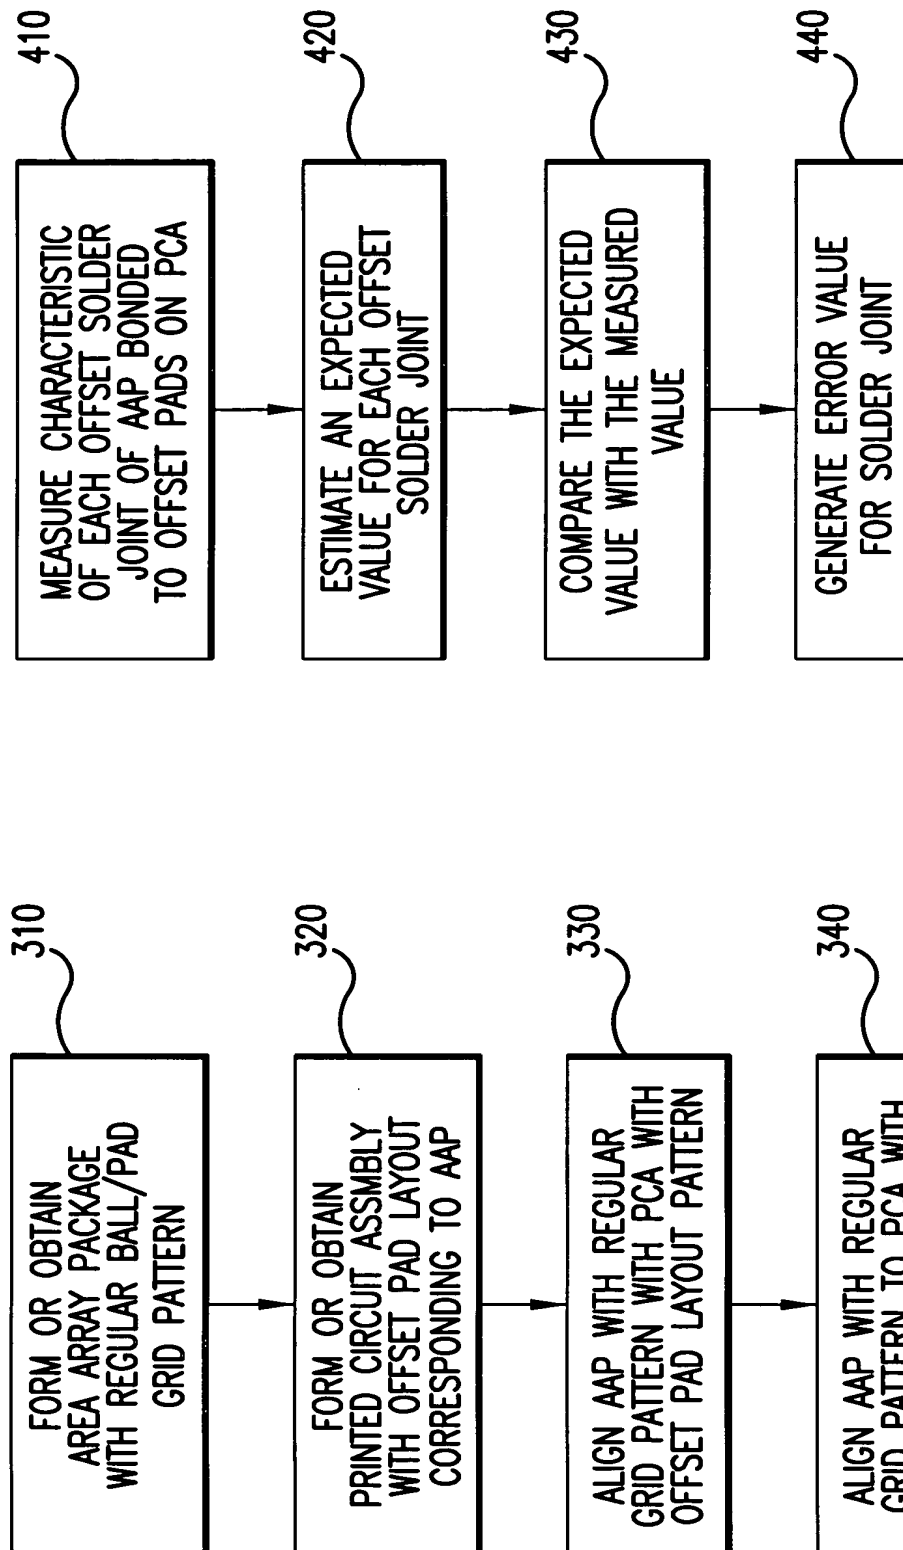 310
FORM OR OBTAIN
AREA ARRAY PACKAGE
WITH REGULAR BALL/PAD
GRID PATTERN
320
FORM OR OBTAIN
PRINTED CIRCUIT ASSMBLY
WITH OFFSET PAD LAYOUT
CORRESPONDING TO AAP
330
ALIGN AAP WITH REGULAR
GRID PATTERN WITH PCA WITH
OFFSET PAD LAYOUT PATTERN
340
ALIGN AAP WITH REGULAR
GRID PATTERN TO PCA WITH
410
MEASURE CHARACTERISTIC
OF EACH OFFSET SOLDER
JOINT OF AAP BONDED
TO OFFSET PADS ON PCA
420
ESTIMATE AN EXPECTED
VALUE FOR EACH OFFSET
SOLDER JOINT
430
COMPARE THE EXPECTED
VALUE WITH THE MEASURED
VALUE
440
GENERATE ERROR VALUE
FOR SOLDER JOINT